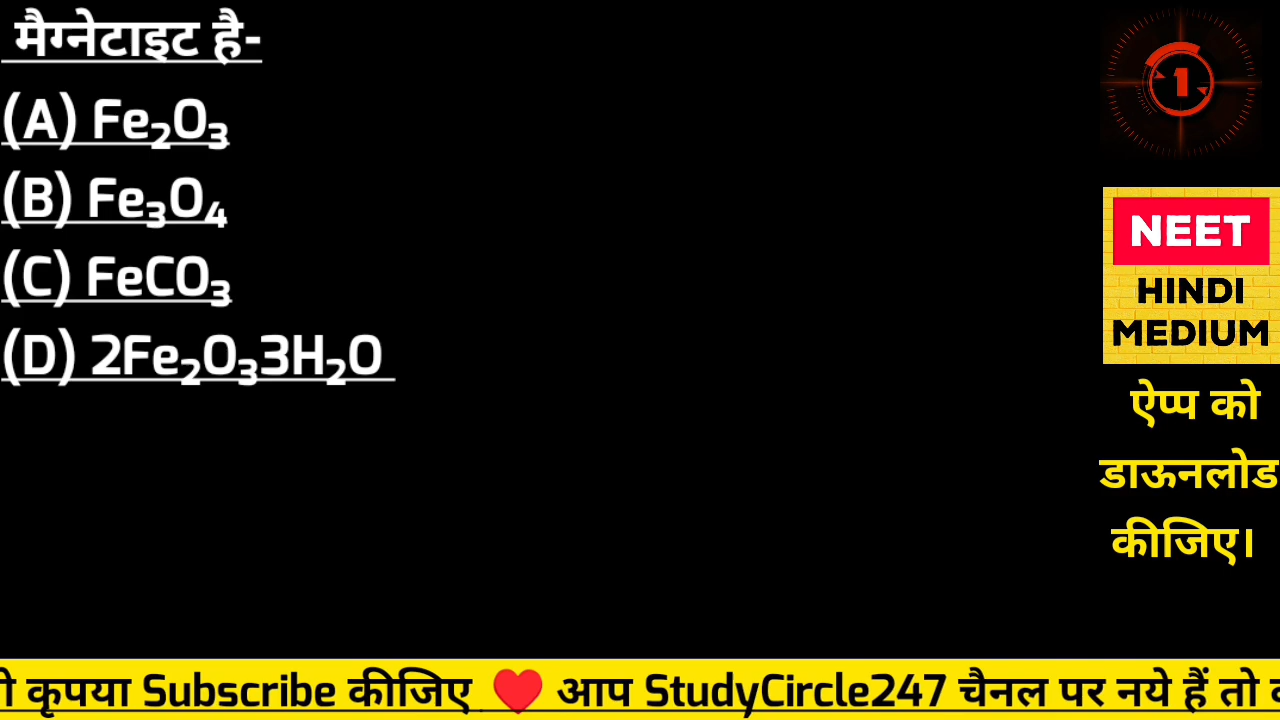 मैग्नेटाइट है-
(A) Fe₂O₃
(B) Fe₃O₄
(C) FeCO₃
(D) 2Fe₂O₃3H₂O
1
NEET
HINDI
MEDIUM
ऐप्प को
डाऊनलोड
कीजिए।
कृपया Subscribe कीजिए ❤️ आप StudyCircle247 चैनल पर नये हैं तो